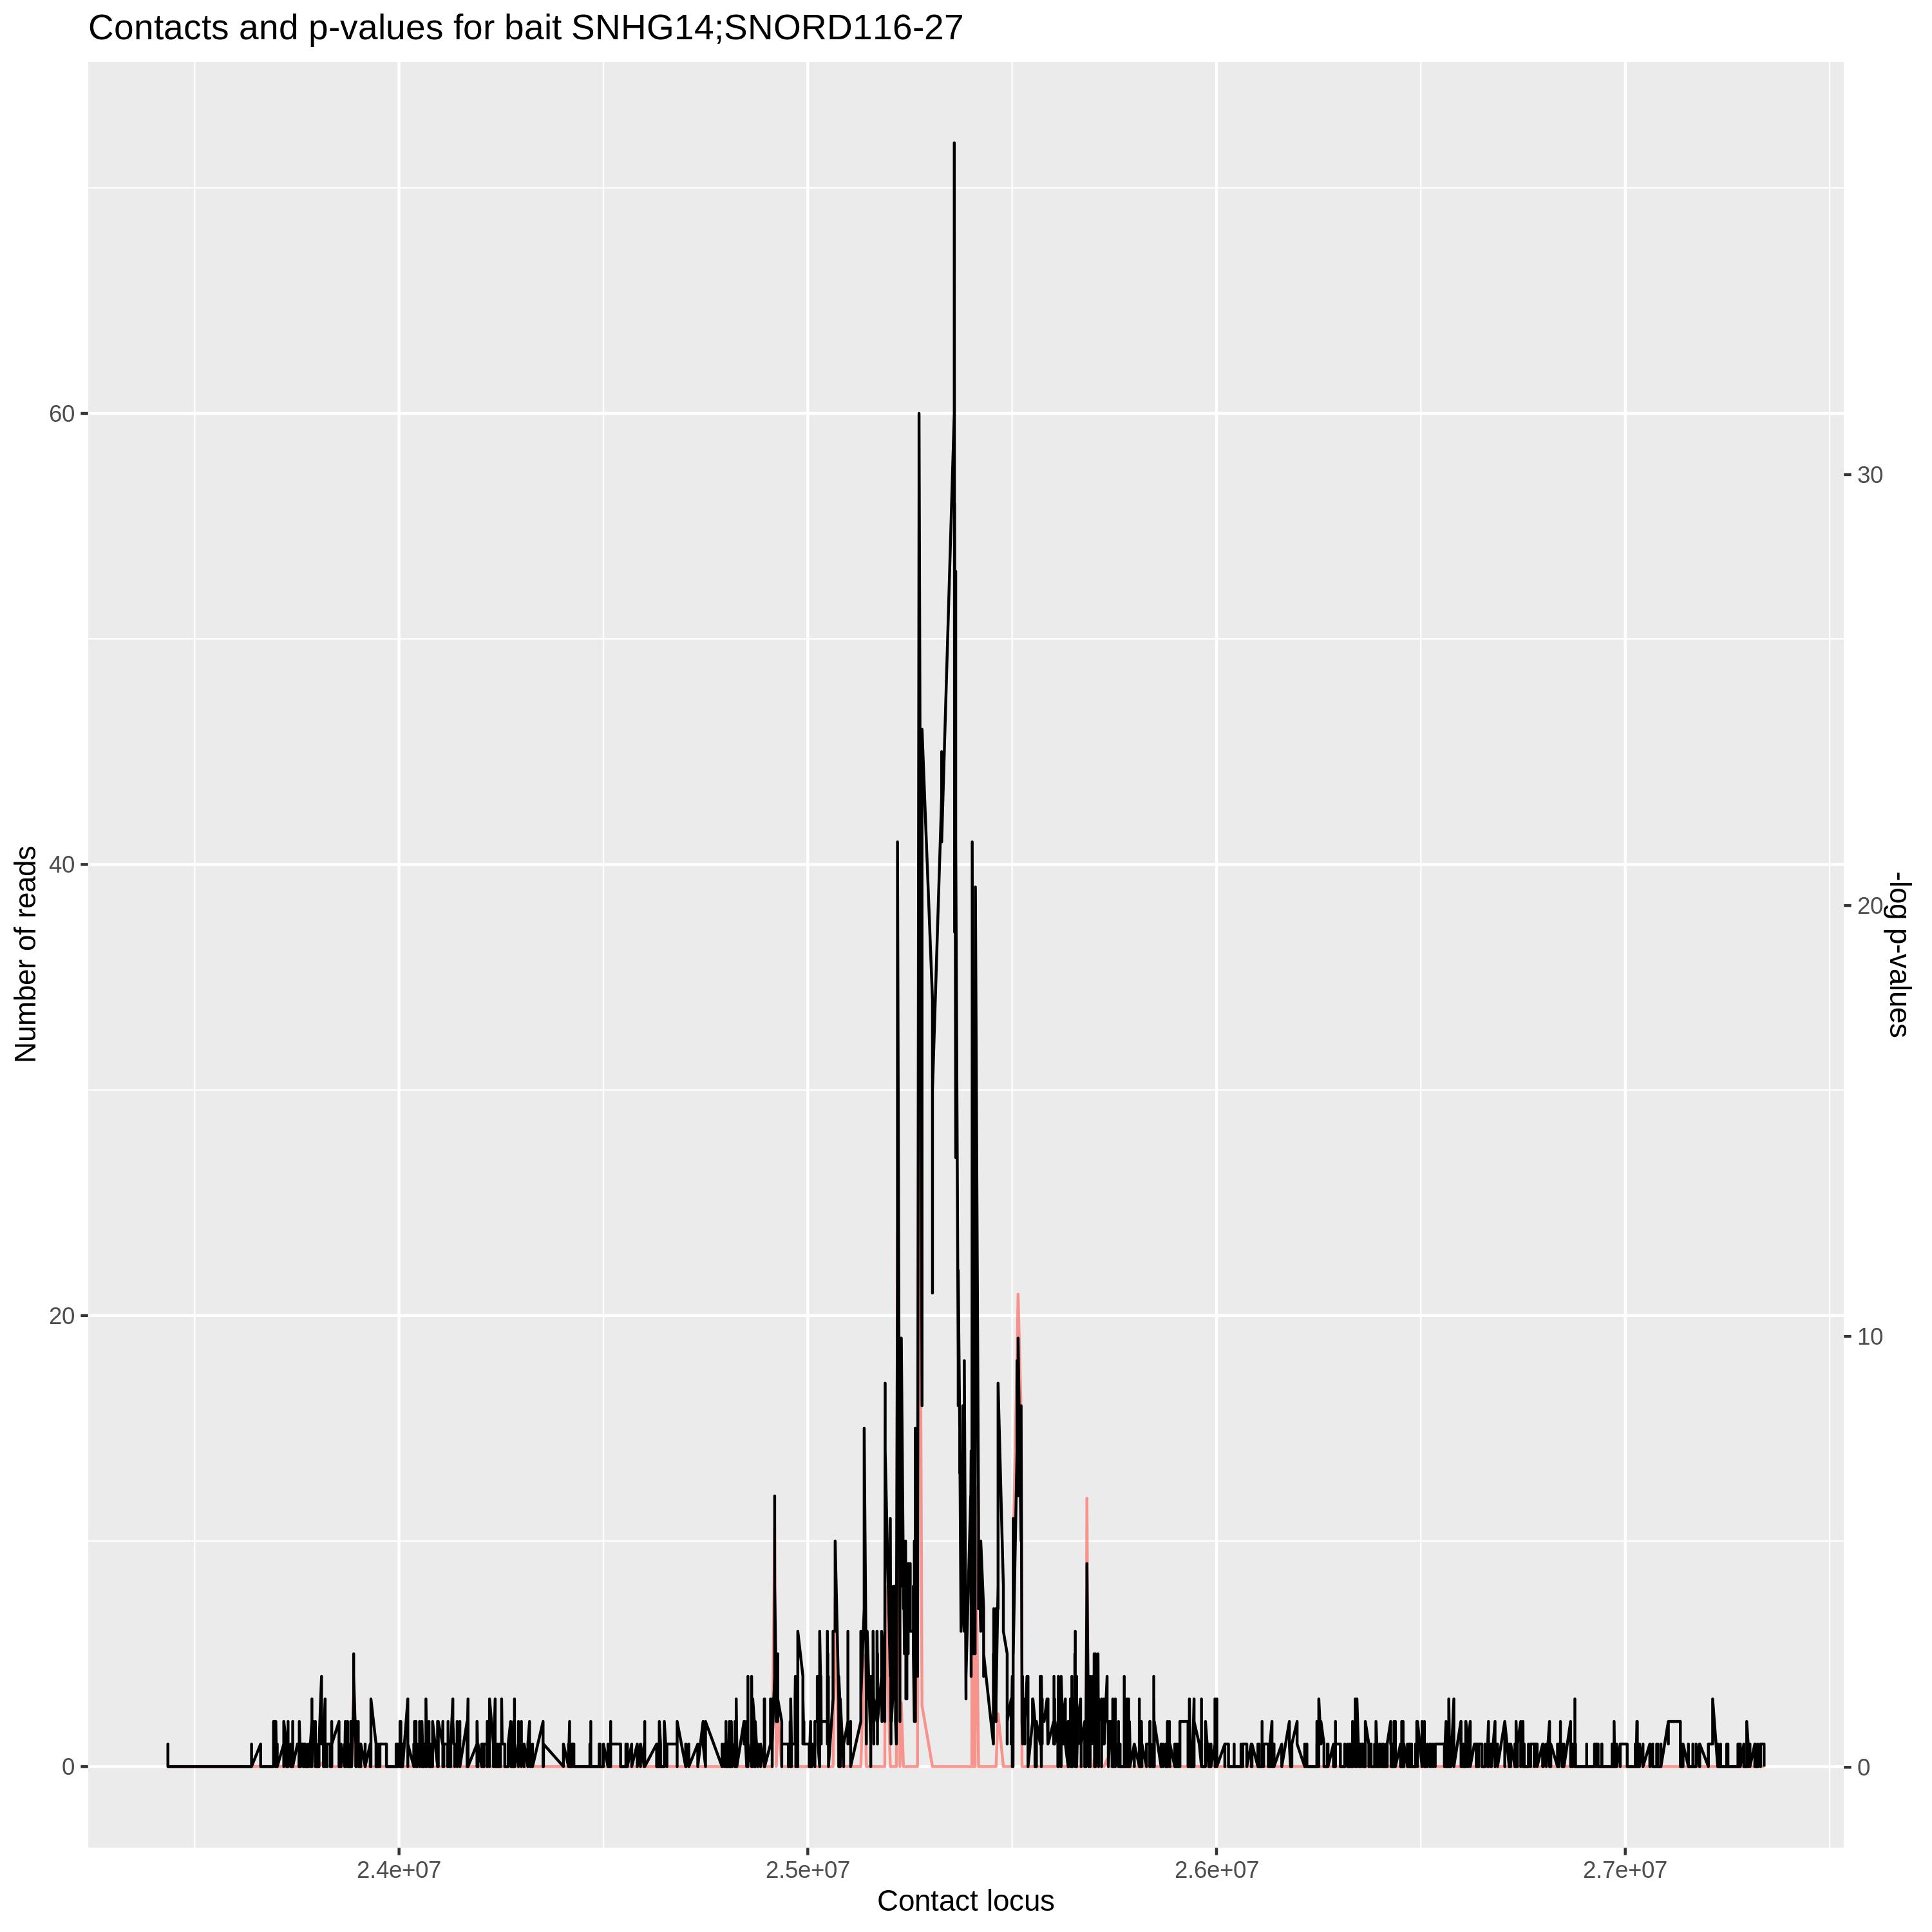 Contacts and p-values for bait SNHG14;SNORD116-27
Number of reads
60
40
20
0
30
20
10
0
-log p-values
2.4e+07 2.5e+07 2.6e+07 2.7e+07
Contact locus